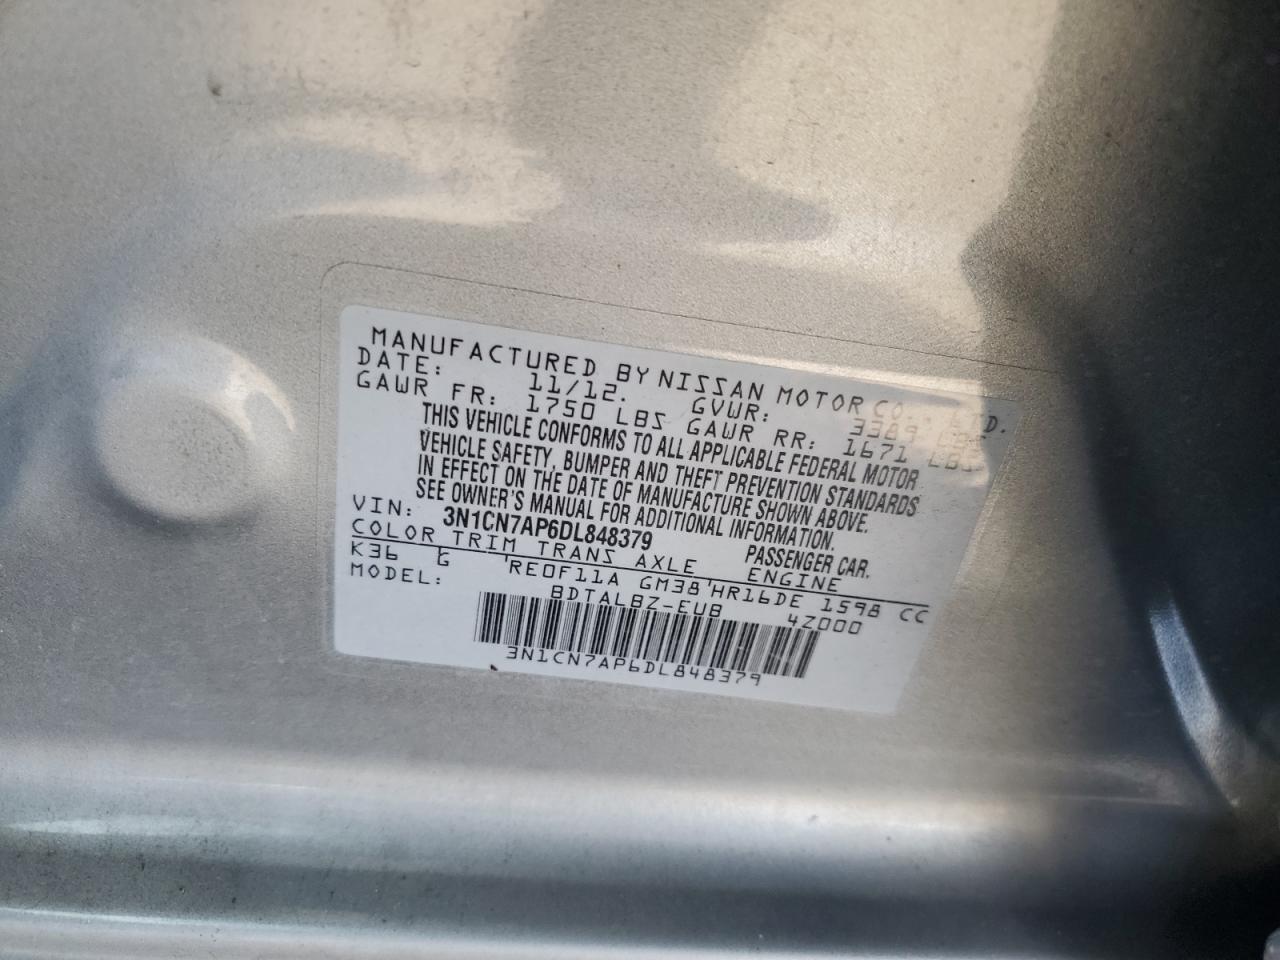 MANUFACTURED BY NISSAN MOTOR CO., LTD.
DATE: 11/12. GVWR: 3389 LBS
GAWR FR: 1750 LBS GAWR RR: 1671 LBS
THIS VEHICLE CONFORMS TO ALL APPLICABLE FEDERAL MOTOR
VEHICLE SAFETY, BUMPER AND THEFT PREVENTION STANDARDS
IN EFFECT ON THE DATE OF MANUFACTURE SHOWN ABOVE.
SEE OWNER'S MANUAL FOR ADDITIONAL INFORMATION.
VIN: 3N1CN7AP6DL848379 PASSENGER CAR.
COLOR TRIM TRANS AXLE ENGINE
K36 G 'RE0F11A GM38'HR16DE 1598 CC
MODEL: BDTALBZ-EUB 4Z000
3N1CN7AP6DL848379